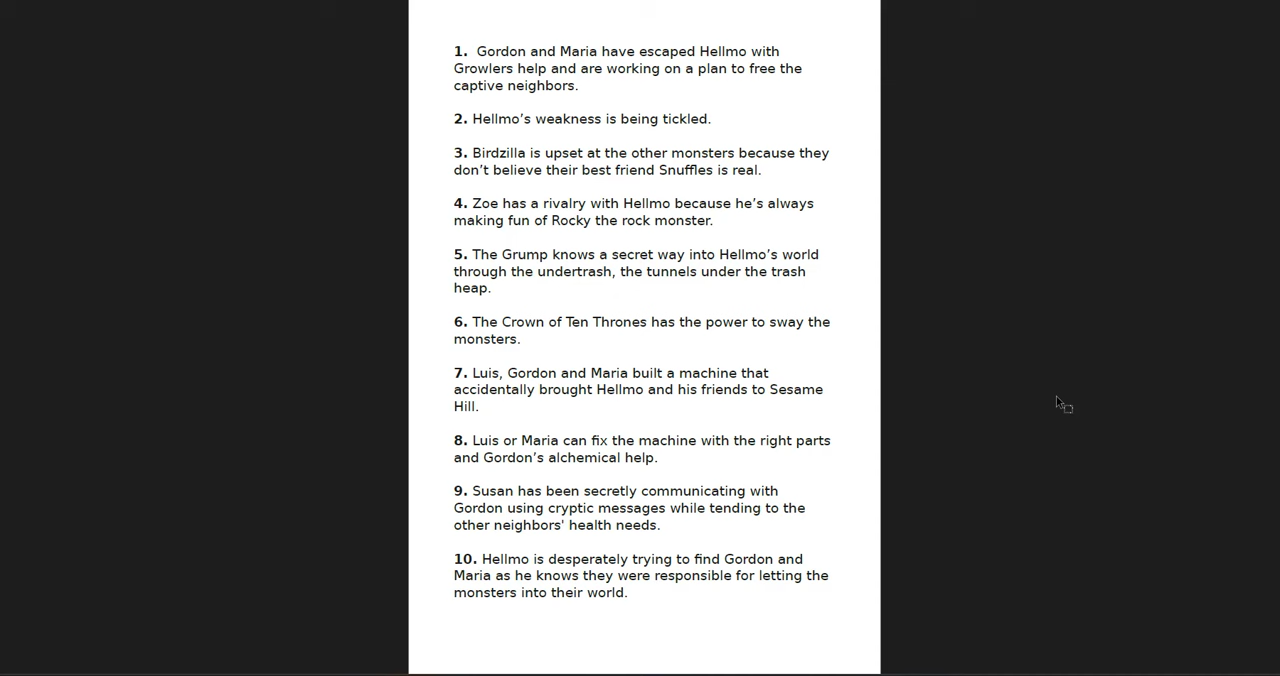 1. Gordon and Maria have escaped Hellmo with
Growlers help and are working on a plan to free the
captive neighbors.
2. Hellmo’s weakness is being tickled.
3. Birdzilla is upset at the other monsters because they
don’t believe their best friend Snuffles is real.
4. Zoe has a rivalry with Hellmo because he’s always
making fun of Rocky the rock monster.
5. The Grump knows a secret way into Hellmo’s world
through the undertrash, the tunnels under the trash
heap.
6. The Crown of Ten Thrones has the power to sway the
monsters.
7. Luis, Gordon and Maria built a machine that
accidentally brought Hellmo and his friends to Sesame
Hill.
8. Luis or Maria can fix the machine with the right parts
and Gordon’s alchemical help.
9. Susan has been secretly communicating with
Gordon using cryptic messages while tending to the
other neighbors' health needs.
10. Hellmo is desperately trying to find Gordon and
Maria as he knows they were responsible for letting the
monsters into their world.